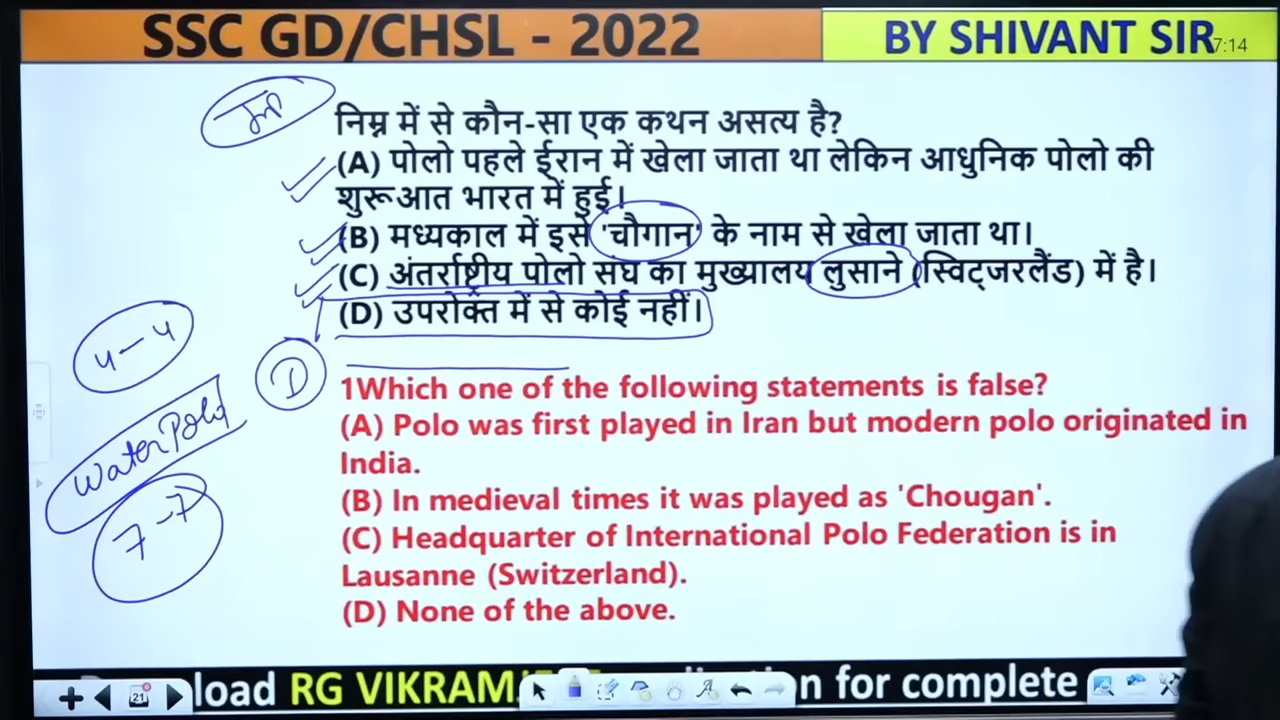 SSC GD/CHSL - 2022
BY SHIVANT SIR
7:14
Imp
निम्न में से कौन-सा एक कथन असत्य है?
(A) पोलो पहले ईरान में खेला जाता था लेकिन आधुनिक पोलो की
शुरूआत भारत में हुई।
(B) मध्यकाल में इसे 'चौगान' के नाम से खेला जाता था।
(C) अंतर्राष्ट्रीय पोलो संघ का मुख्यालय लुसाने (स्विट्जरलैंड) में है।
(D) उपरोक्त में से कोई नहीं।
4-4
D
Water Polo
7-7
1Which one of the following statements is false?
(A) Polo was first played in Iran but modern polo originated in
India.
(B) In medieval times it was played as 'Chougan'.
(C) Headquarter of International Polo Federation is in
Lausanne (Switzerland).
(D) None of the above.
load RG VIKRAMJE n for complete
21